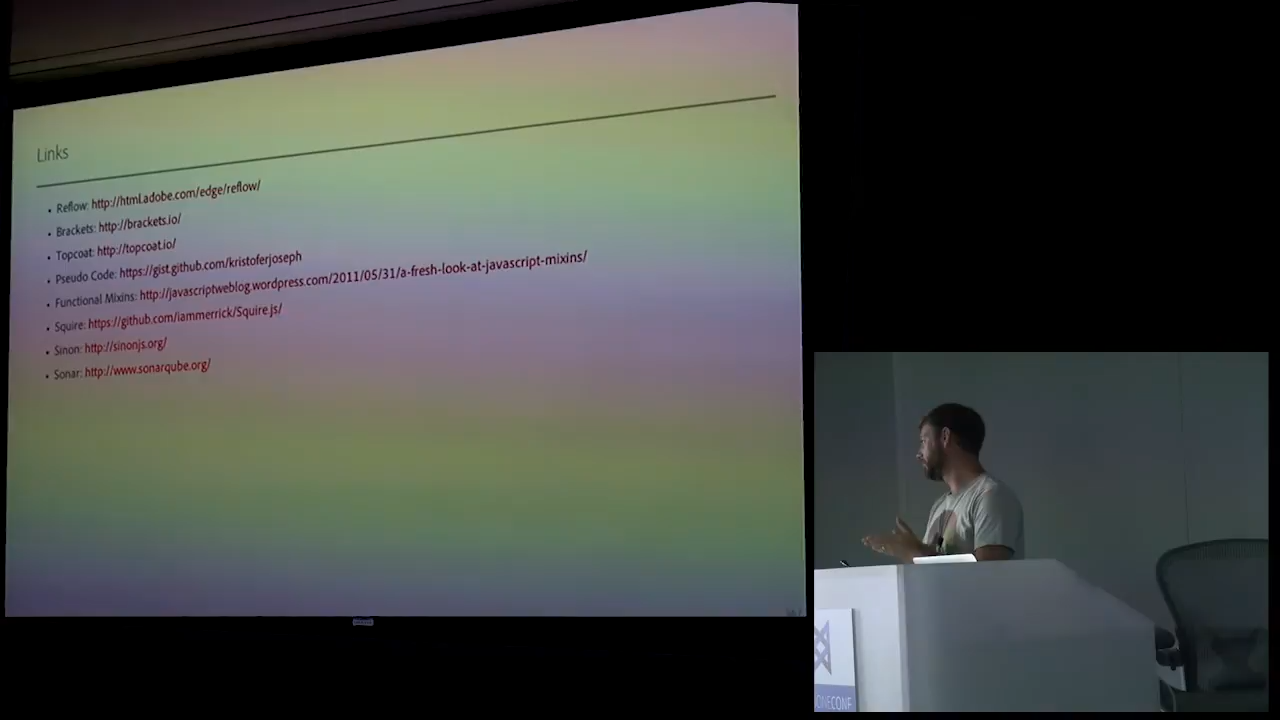 Links
• Reflow: http://html.adobe.com/edge/reflow/
• Brackets: http://brackets.io/
• Topcoat: http://topcoat.io/
• Pseudo Code: https://gist.github.com/kristoferjoseph
• Functional Mixins: http://javascriptweblog.wordpress.com/2011/05/31/a-fresh-look-at-javascript-mixins/
• Squire: https://github.com/iammerrick/Squire.js/
• Sinon: http://sinonjs.org/
• Sonar: http://www.sonarqube.org/
ONECONF